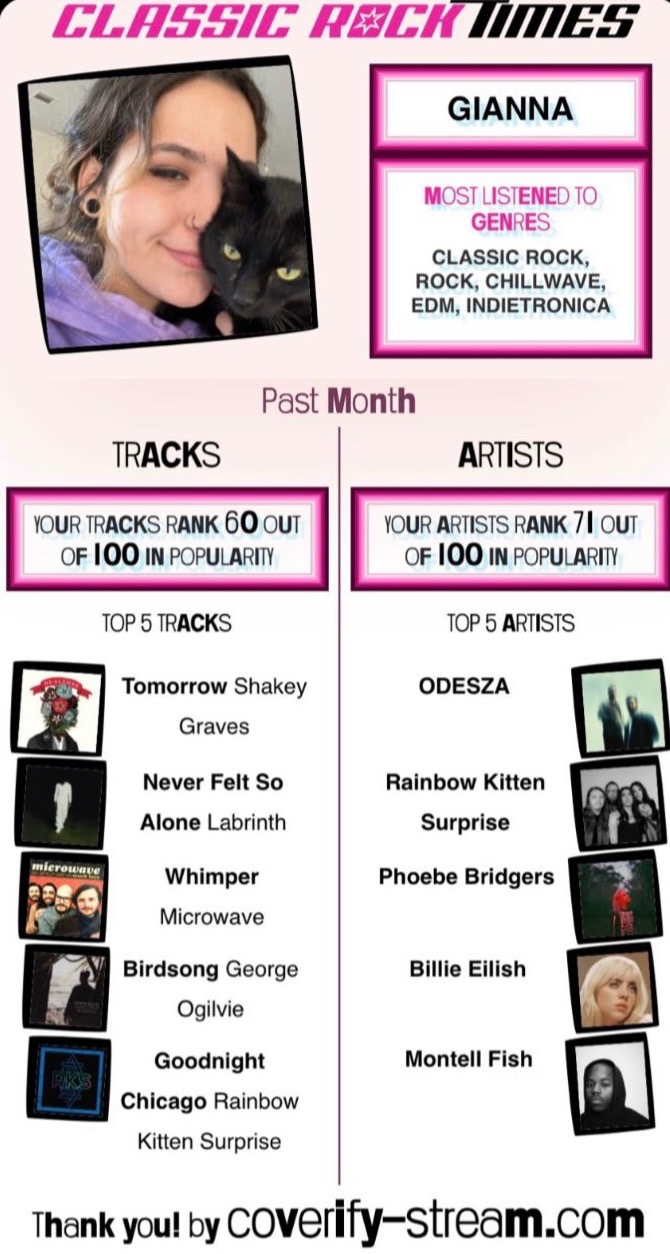 CLASSIC ROCK TIMES
GIANNA
MOST LISTENED TO
GENRES
CLASSIC ROCK,
ROCK, CHILLWAVE,
EDM, INDIETRONICA
Past Month
TRACKS
YOUR TRACKS RANK 60 OUT
OF 100 IN POPULARITY
TOP 5 TRACKS
Tomorrow Shakey
Graves
Never Felt So
Alone Labrinth
microwave
Whimper
Microwave
Birdsong George
Ogilvie
RKS
Goodnight
Chicago Rainbow
Kitten Surprise
ARTISTS
YOUR ARTISTS RANK 71 OUT
OF 100 IN POPULARITY
TOP 5 ARTISTS
ODESZA
Rainbow Kitten
Surprise
Phoebe Bridgers
Billie Eilish
Montell Fish
Thank you! by coverify-stream.com